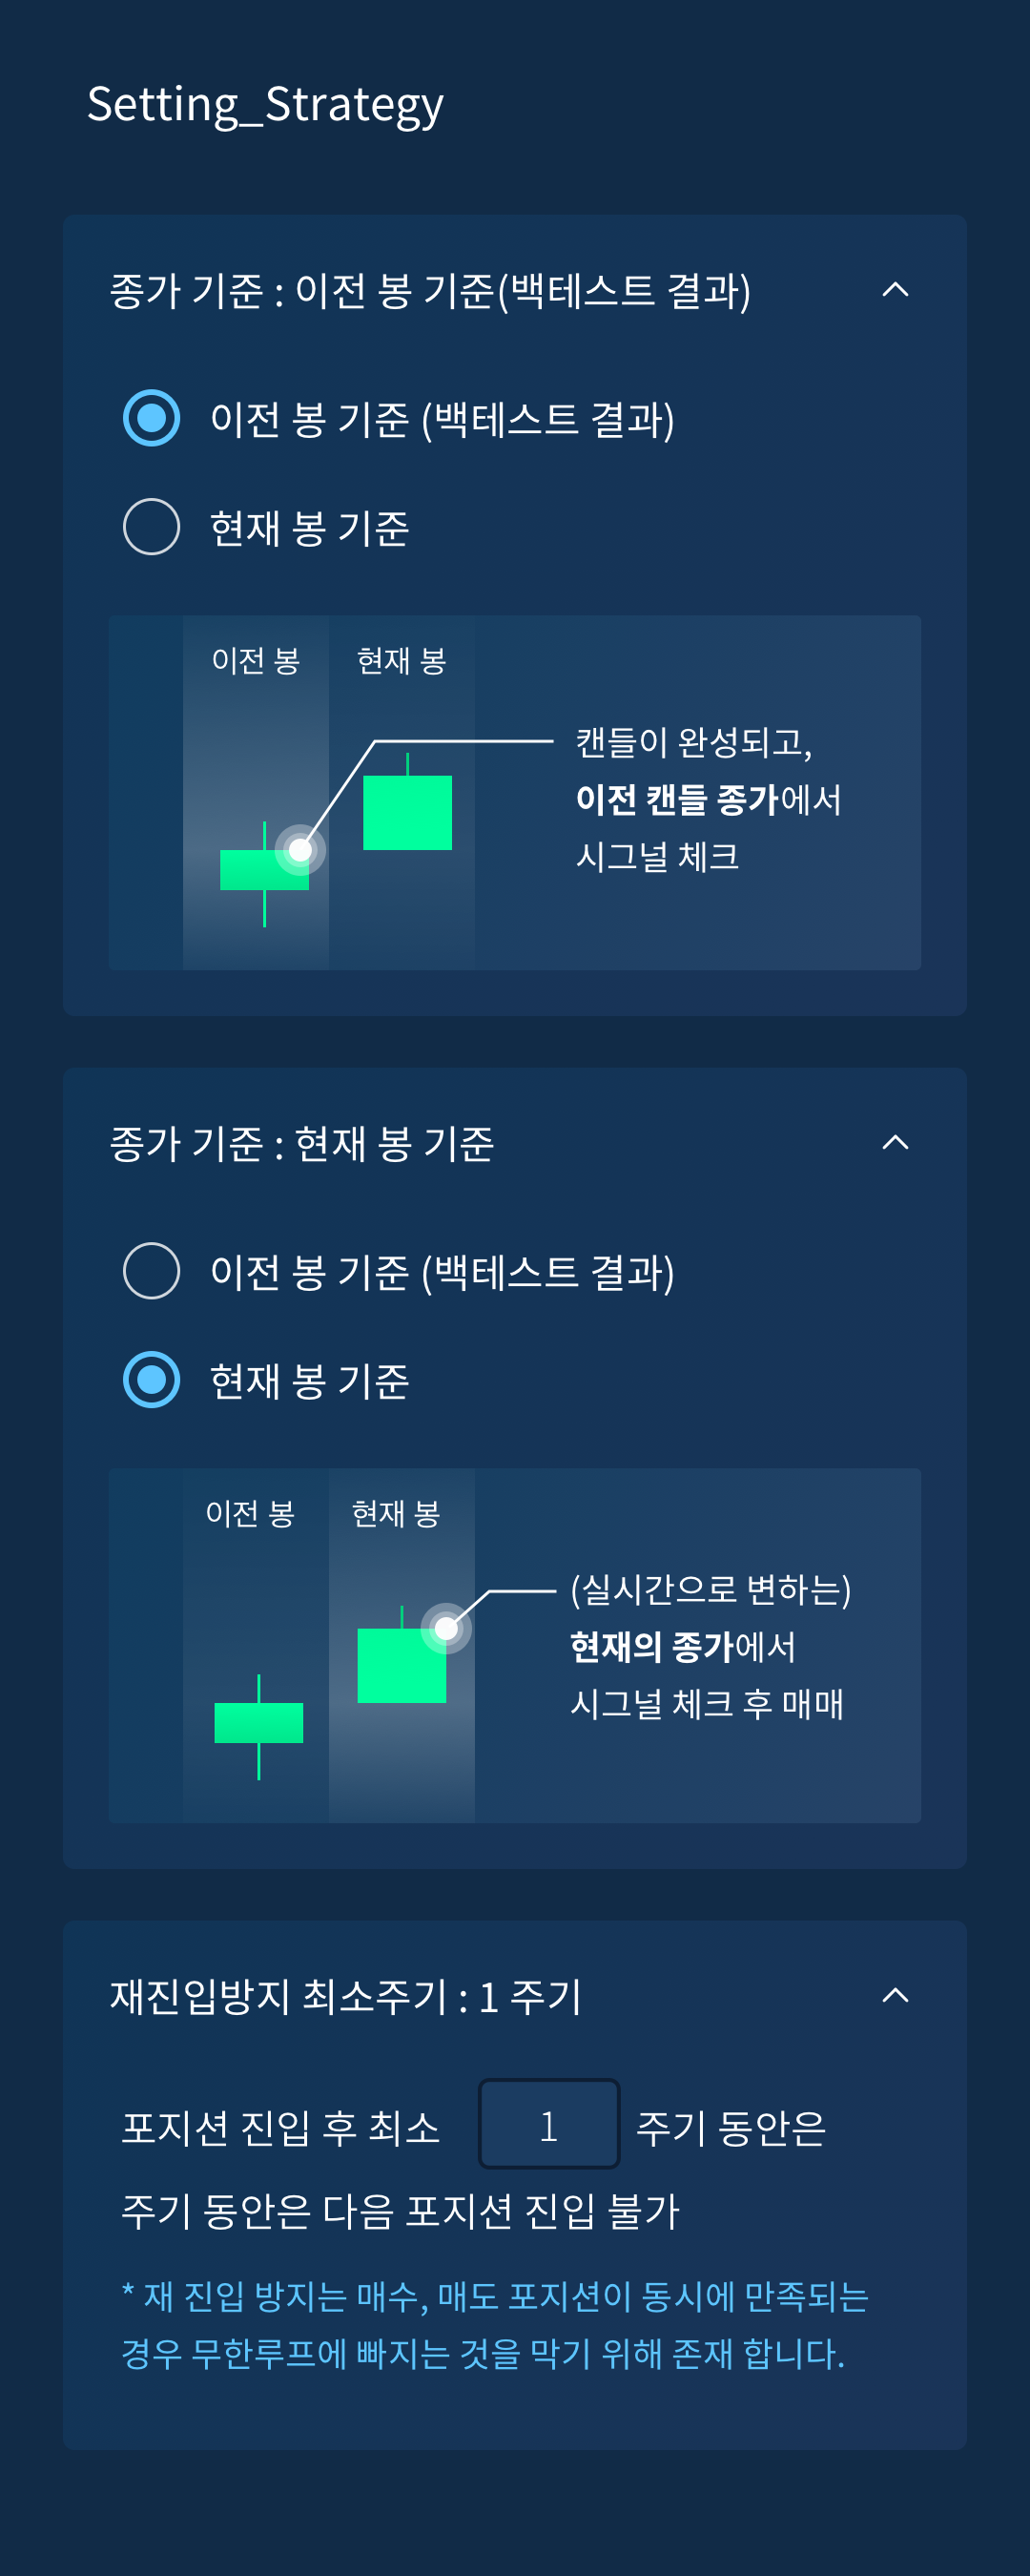 Setting_Strategy
종가 기준 : 이전 봉 기준(백테스트 결과)
이전 봉 기준 (백테스트 결과)
현재 봉 기준
이전 봉 현재 봉
캔들이 완성되고,
이전 캔들 종가에서
시그널 체크
종가 기준 : 현재 봉 기준
이전 봉 기준 (백테스트 결과)
현재 봉 기준
이전 봉 현재 봉
(실시간으로 변하는)
현재의 종가에서
시그널 체크 후 매매
재진입방지 최소주기 : 1 주기
포지션 진입 후 최소 1 주기 동안은
주기 동안은 다음 포지션 진입 불가
* 재 진입 방지는 매수, 매도 포지션이 동시에 만족되는
경우 무한루프에 빠지는 것을 막기 위해 존재 합니다.